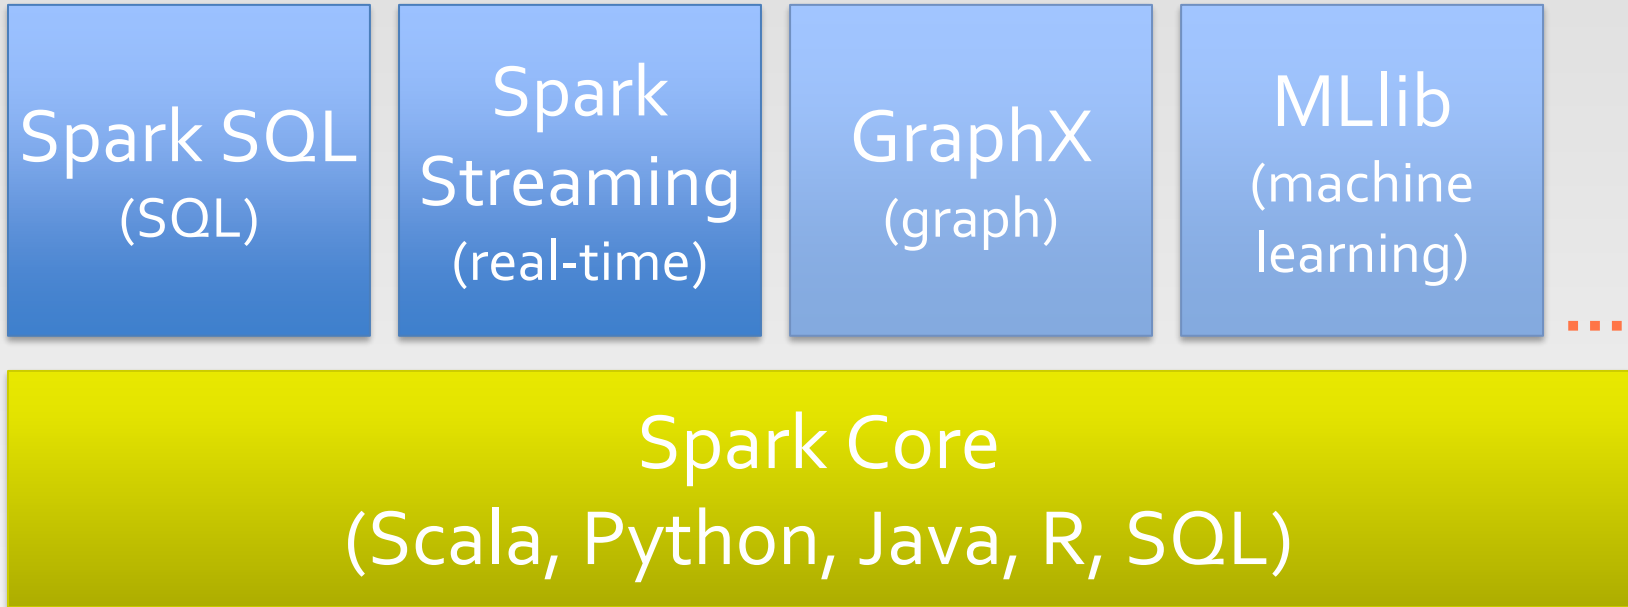 Spark SQL
(SQL)
Spark
Streaming
(real-time)
GraphX
(graph)
MLlib
(machine
learning)
...
Spark Core
(Scala, Python, Java, R, SQL)